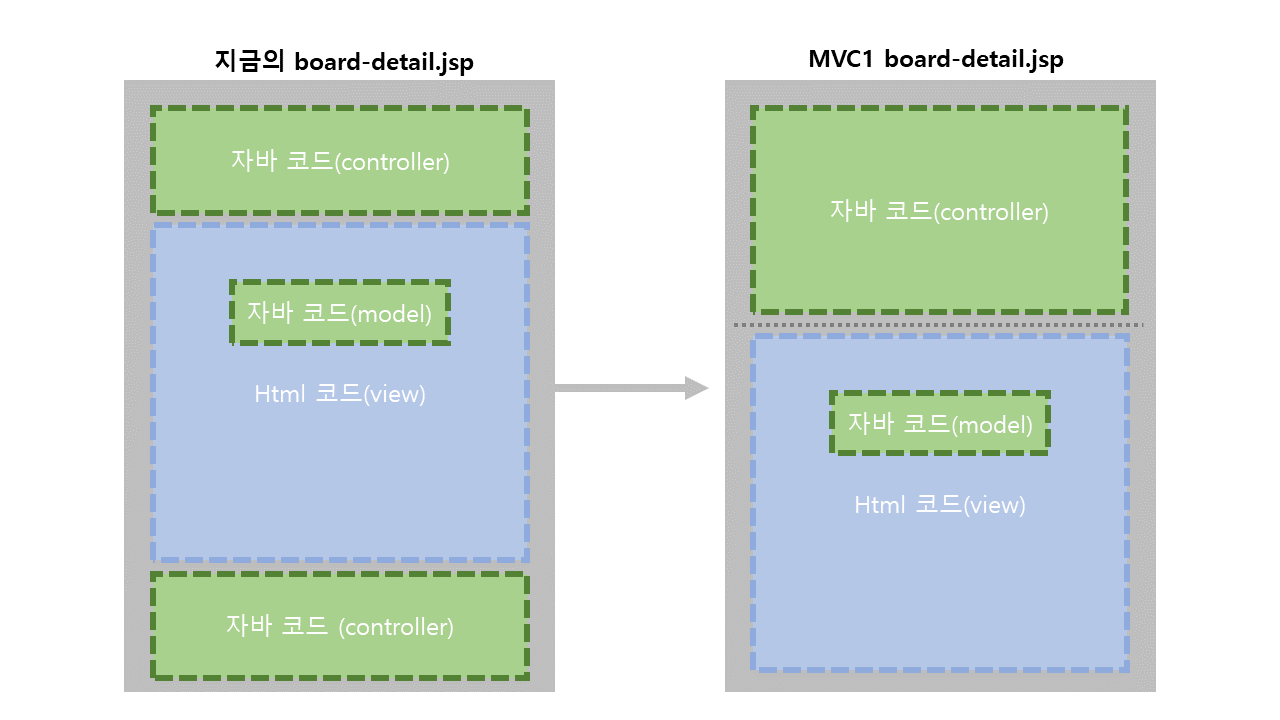 지금의 board-detail.jsp
자바 코드(controller)
자바 코드(model)
Html 코드(view)
자바 코드 (controller)
MVC1 board-detail.jsp
자바 코드(controller)
자바 코드(model)
Html 코드(view)